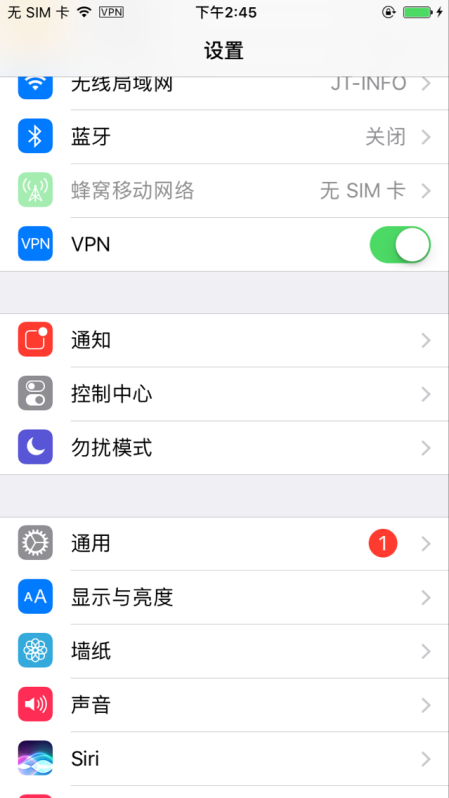 无 SIM 卡 VPN 下午2:45
设置
无线局域网 JT-INFO
蓝牙 关闭
蜂窝移动网络 无 SIM 卡
VPN VPN
通知
控制中心
勿扰模式
通用 1
AA 显示与亮度
墙纸
声音
Siri